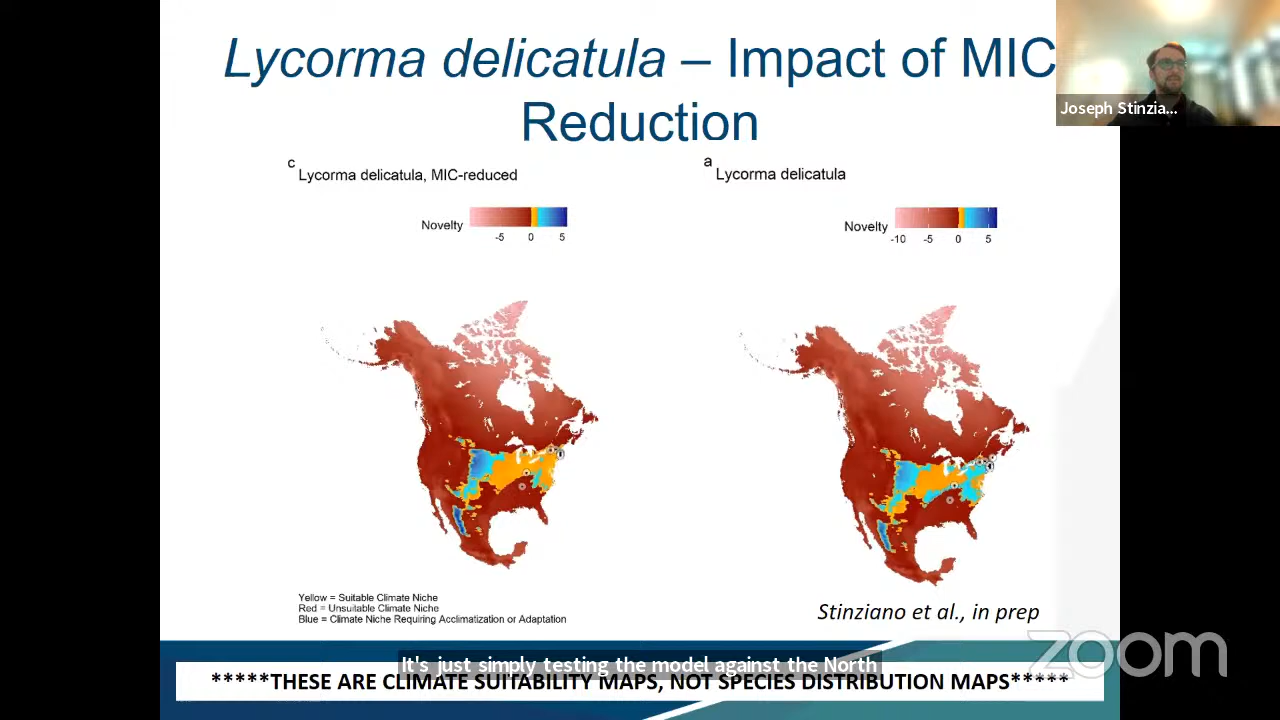 Lycorma delicatula – Impact of MIC
Reduction
Joseph Stinzia...
c
Lycorma delicatula, MIC-reduced
Novelty
-5 0 5
a
Lycorma delicatula
Novelty
-10 -5 0 5
Yellow = Suitable Climate Niche
Red = Unsuitable Climate Niche
Blue = Climate Niche Requiring Acclimatization or Adaptation
Stinziano et al., in prep
zoom
It's just simply testing the model against the North
*****THESE ARE CLIMATE SUITABILITY MAPS, NOT SPECIES DISTRIBUTION MAPS*****